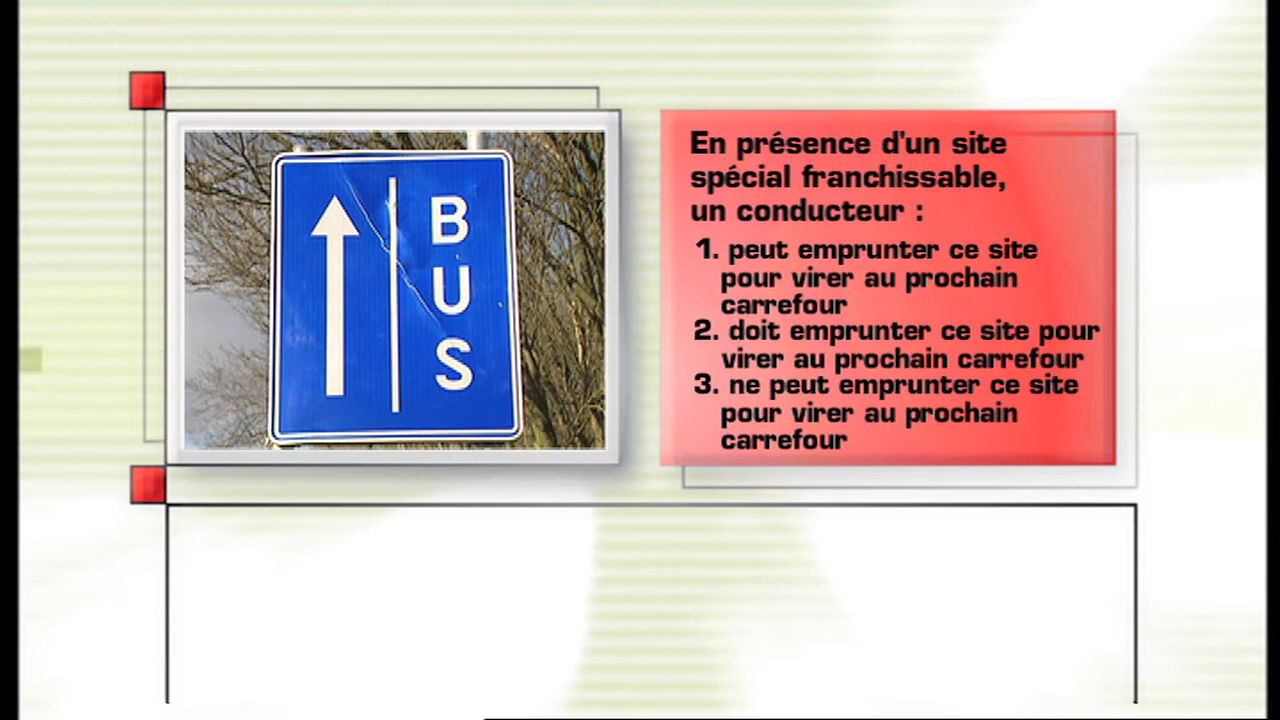 B
U
S
En présence d'un site
spécial franchissable,
un conducteur :
1. peut emprunter ce site
pour virer au prochain
carrefour
2. doit emprunter ce site pour
virer au prochain carrefour
3. ne peut emprunter ce site
pour virer au prochain
carrefour